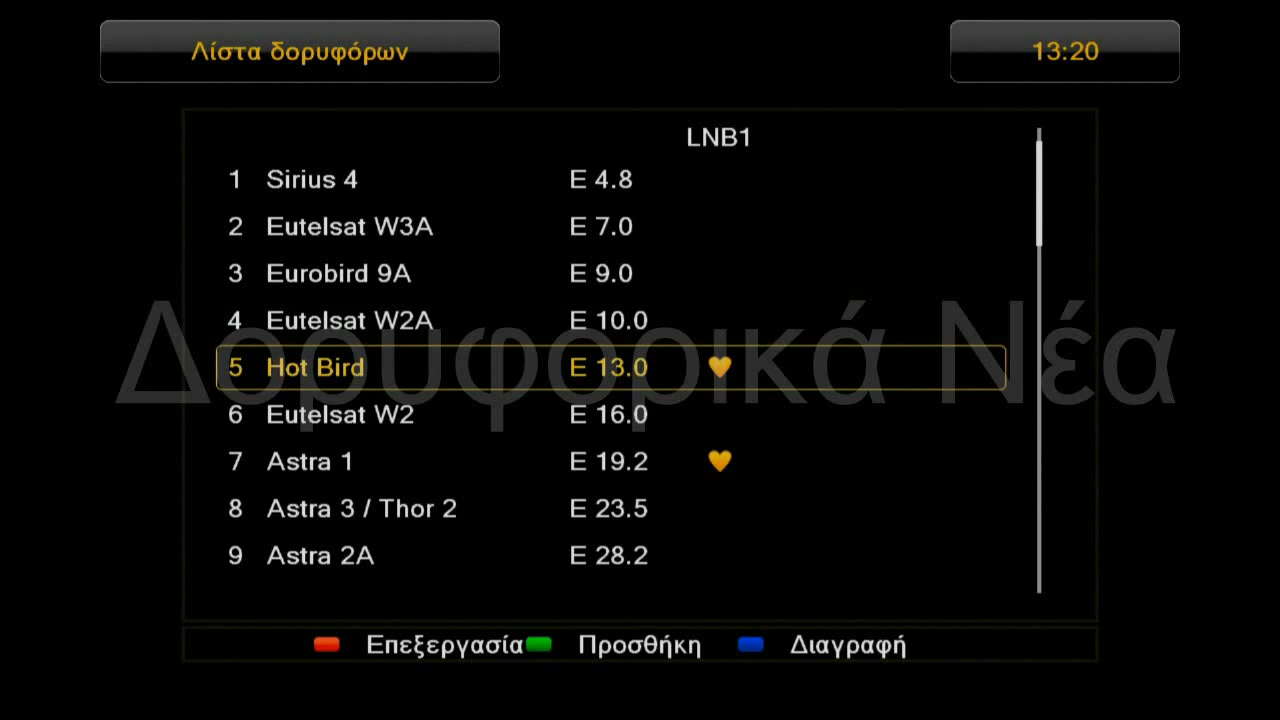 Λίστα δορυφόρων 13:20
LNB1
1 Sirius 4 E 4.8
2 Eutelsat W3A E 7.0
3 Eurobird 9A E 9.0
4 Eutelsat W2A E 10.0
5 Hot Bird E 13.0
Δορυφορικά Νέα
6 Eutelsat W2 E 16.0
7 Astra 1 E 19.2
8 Astra 3 / Thor 2 E 23.5
9 Astra 2A E 28.2
Επεξεργασία Προσθήκη Διαγραφή